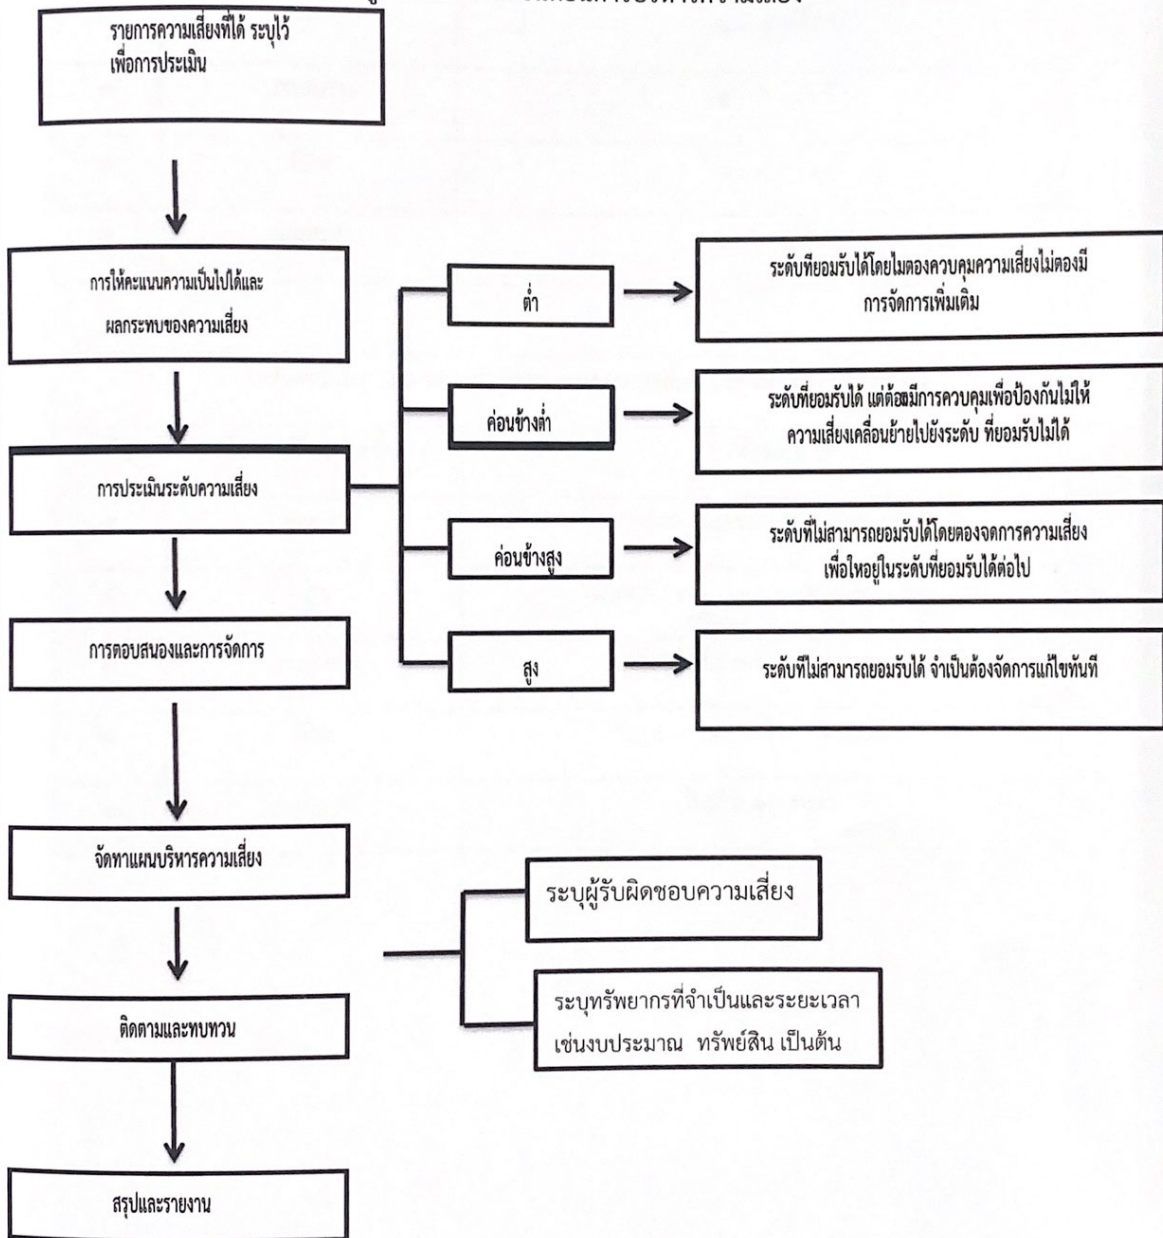 รายการความเสี่ยงที่ได้ ระบุไว้
เพื่อการประเมิน
การให้คะแนนความเป็นไปได้และ
ผลกระทบของความเสี่ยง
การประเมินระดับความเสี่ยง
การตอบสนองและการจัดการ
จัดทาแผนบริหารความเสี่ยง
ติดตามและทบทวน
สรุปและรายงาน
ต่ำ
ระดับที่ยอมรับได้โดยไมตองควบคุมความเสี่ยงไม่ตองมี
การจัดการเพิ่มเติม
ค่อนข้างต่ำ
ระดับที่ยอมรับได้ แต่ต้องมีการควบคุมเพื่อป้องกันไม่ให้
ความเสี่ยงเคลื่อนย้ายไปยังระดับ ที่ยอมรับไม่ได้
ค่อนข้างสูง
ระดับที่ไม่สามารถยอมรับได้โดยตองจดการความเสี่ยง
เพื่อใหอยู่ในระดับที่ยอมรับได้ต่อไป
สูง
ระดับที่ไม่สามารถยอมรับได้ จำเป็นต้องจัดการแก้ไขทันที
ระบุผู้รับผิดชอบความเสี่ยง
ระบุทรัพยากรที่จำเป็นและระยะเวลา
เช่นงบประมาณ ทรัพย์สิน เป็นต้น